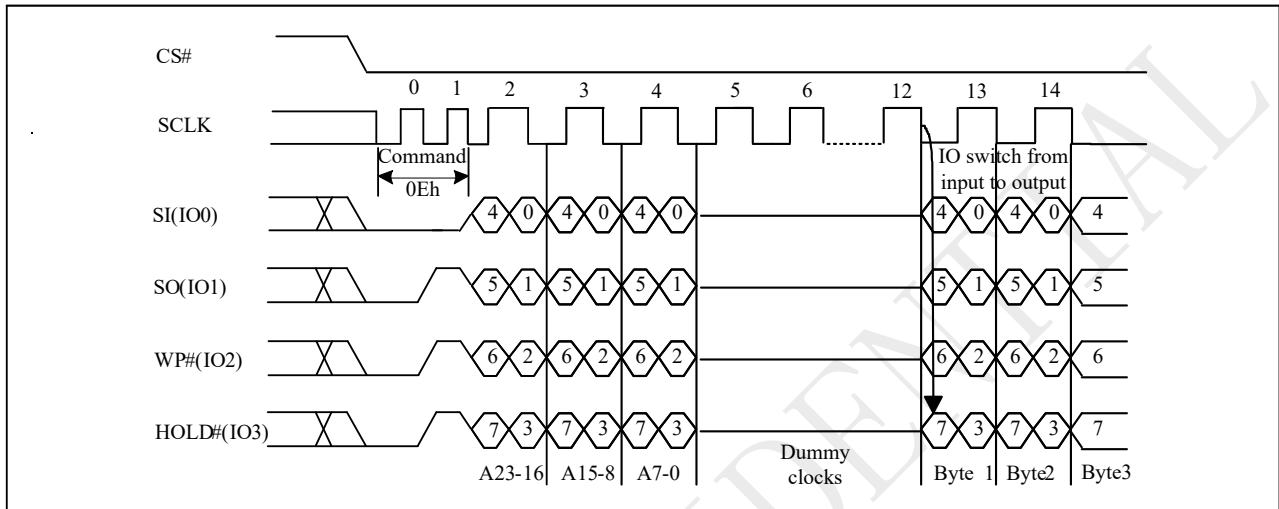 CS#
0 1 2 3 4 5 6 12 13 14
SCLK
Command
0Eh
IO switch from
input to output
SI(IO0)
4 0 4 0 4 0 4 0 4 0 4
SO(IO1)
5 1 5 1 5 1 5 1 5 1 5
WP#(IO2)
6 2 6 2 6 2 6 2 6 2 6
HOLD#(IO3)
7 3 7 3 7 3 7 3 7 3 7
A23-16 A15-8 A7-0
Dummy
clocks
Byte 1 Byte2 Byte3
DENTIAL